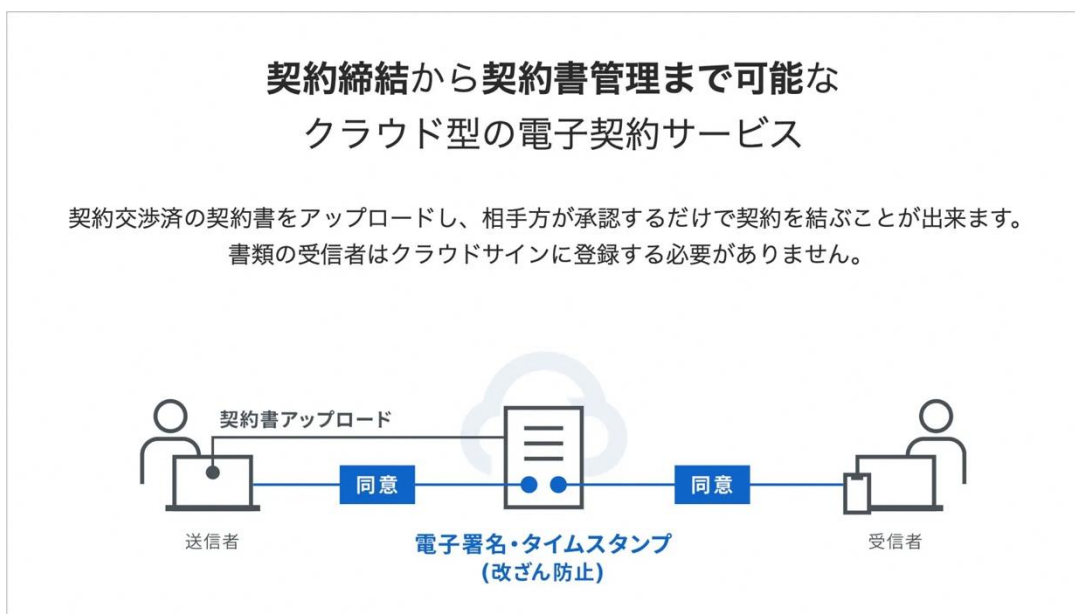 契約締結から契約書管理まで可能な
クラウド型の電子契約サービス
契約交渉済の契約書をアップロードし、相手方が承認するだけで契約を結ぶことが出来ます。
書類の受信者はクラウドサインに登録する必要がありません。
契約書アップロード
同意
同意
送信者
電子署名・タイムスタンプ
(改ざん防止)
受信者